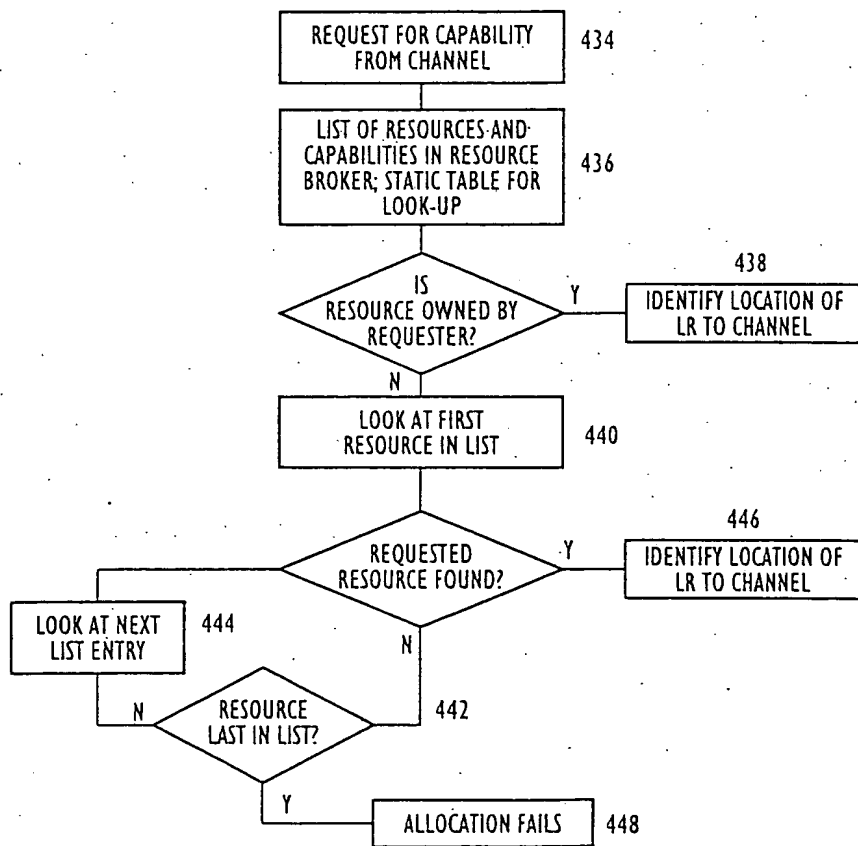 REQUEST FOR CAPABILITY
FROM CHANNEL
434
LIST OF RESOURCES AND
CAPABILITIES IN RESOURCE
BROKER; STATIC TABLE FOR
LOOK-UP
436
IS
RESOURCE OWNED BY
REQUESTER?
Y
438
IDENTIFY LOCATION OF
LR TO CHANNEL
N
LOOK AT FIRST
RESOURCE IN LIST
440
REQUESTED
RESOURCE FOUND?
Y
446
IDENTIFY LOCATION OF
LR TO CHANNEL
LOOK AT NEXT
LIST ENTRY
444
N
N
RESOURCE
LAST IN LIST?
442
Y
ALLOCATION FAILS
448